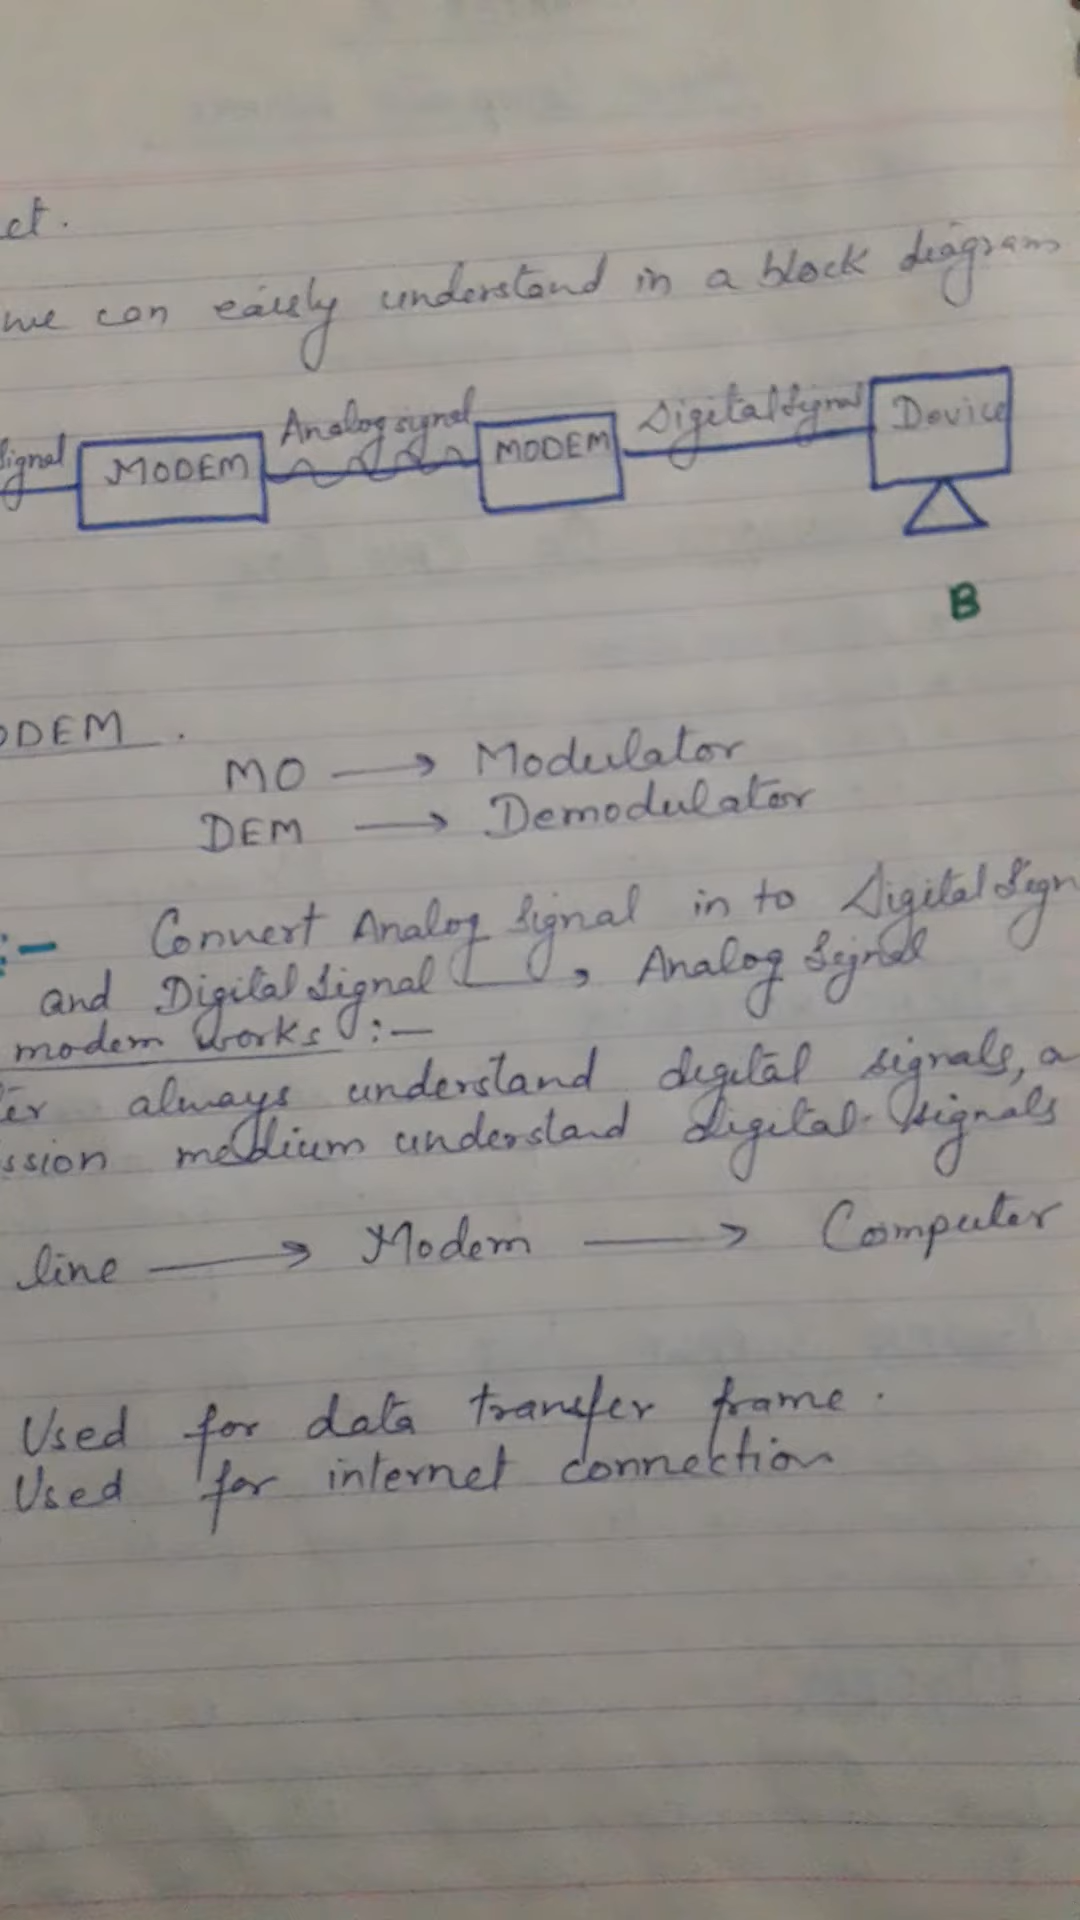 ct.
we can easily understand in a block diagram
Signal MODEM Analog signal MODEM Digital Signal Device
B
ODEM.
MO → Modulator
DEM → Demodulator
:- Convert Analog Signal in to Digital Sign
and Digital Signal → Analog Signal
modem works :-
er always understand digital signals, a
ssion medium understand digital signals
line → Modem → Computer
Used for data transfer frame.
Used for internet connection